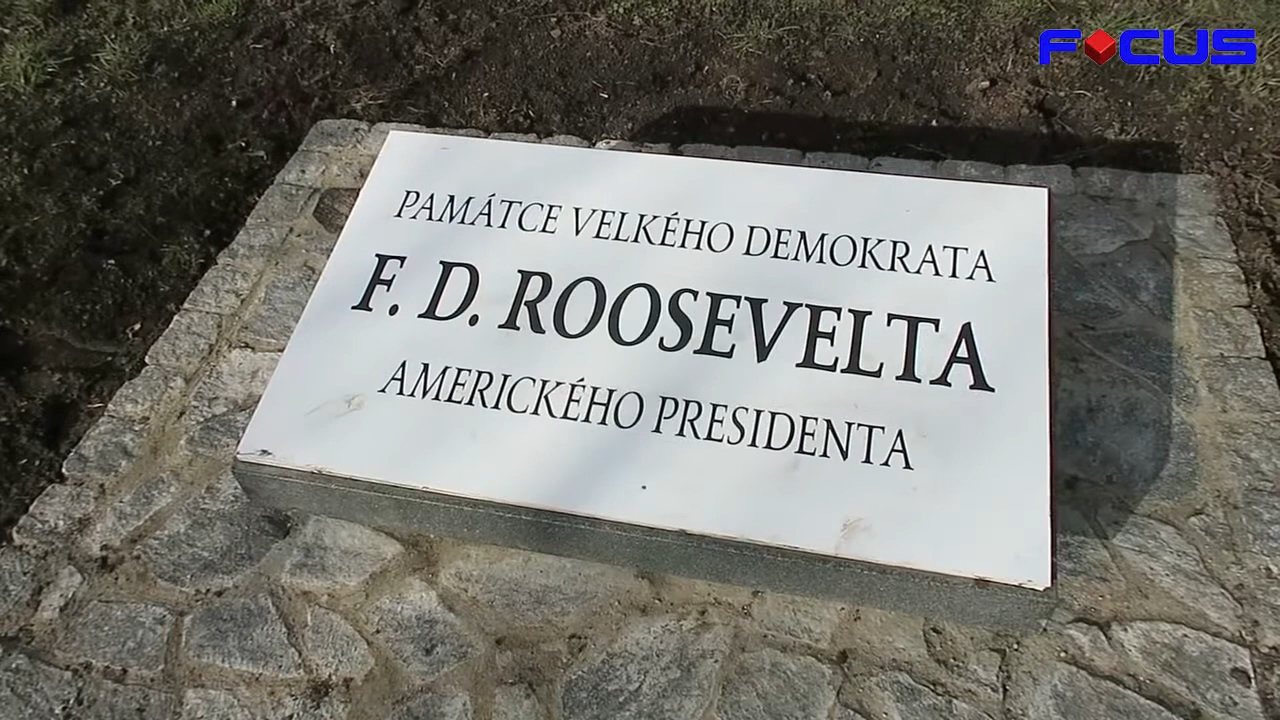 FOCUS
PAMÁTCE VELKÉHO DEMOKRATA
F. D. ROOSEVELTA
AMERICKÉHO PRESIDENTA